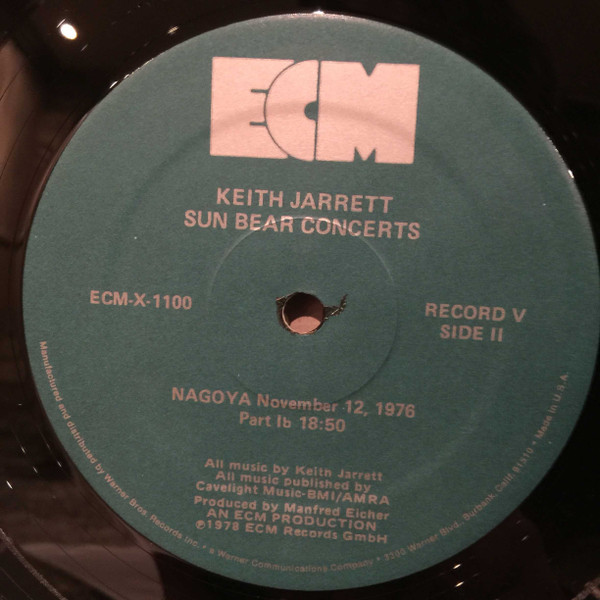 ECM
KEITH JARRETT
SUN BEAR CONCERTS
ECM-X-1100
RECORD V
SIDE II
NAGOYA November 12, 1976
Part Ib 18:50
All music by Keith Jarrett
All music published by
Cavelight Music-BMI/AMRA
Produced by Manfred Eicher
AN ECM PRODUCTION
℗1978 ECM Records GmbH
Manufactured and distributed by Warner Bros. Records Inc. • a Warner Communications Company • 3300 Warner Blvd., Burbank, Calif. 91510 • Made in U.S.A.